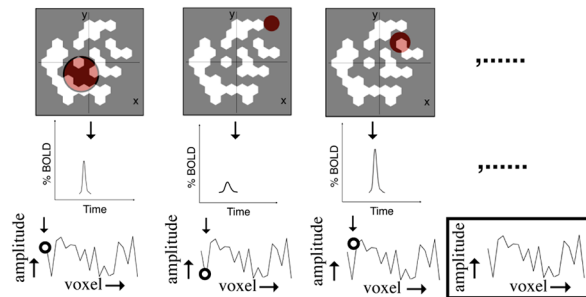 y
x
y
x
y
x
,......
% BOLD
Time
% BOLD
Time
% BOLD
Time
,......
amplitude
voxel
amplitude
voxel
amplitude
voxel
amplitude
voxel